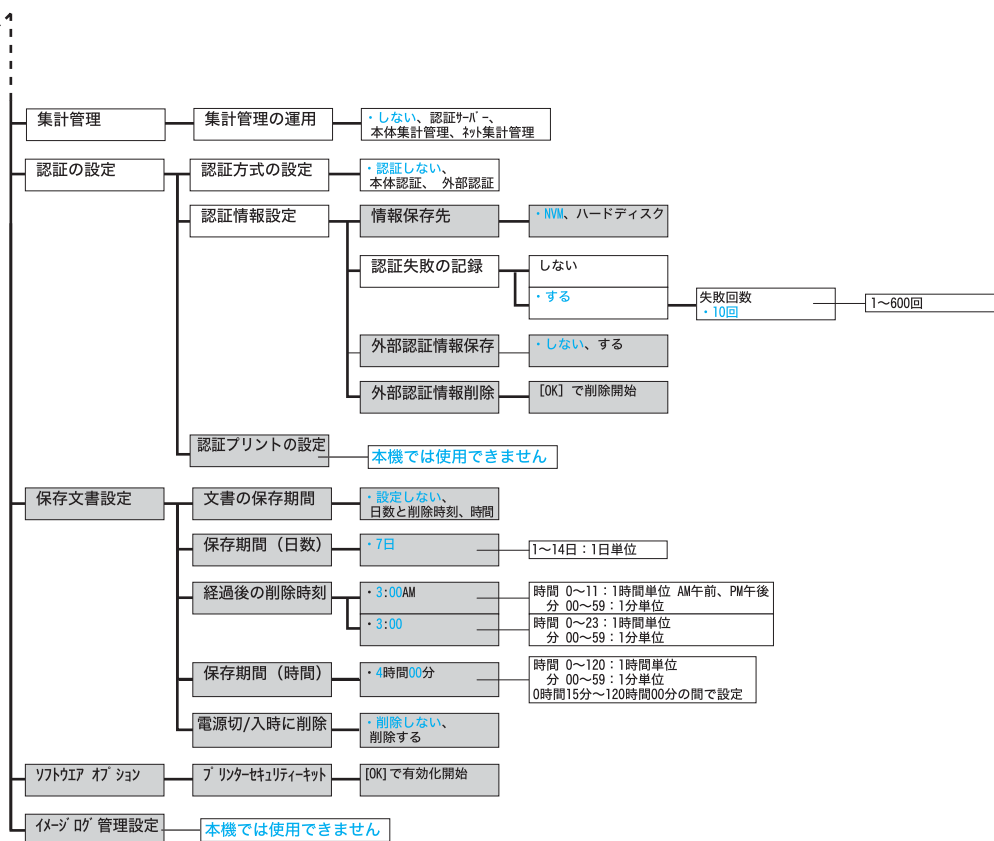 集計管理
集計管理の運用
・しない、認証ｻｰﾊﾞｰ、
本体集計管理、ﾈｯﾄ集計管理
認証の設定
認証方式の設定
・認証しない、
本体認証、 外部認証
認証情報設定
情報保存先
・NVM、ハードディスク
認証失敗の記録
しない
・する
失敗回数
・10回
1～600回
外部認証情報保存
・しない、する
外部認証情報削除
[OK] で削除開始
認証プリントの設定
本機では使用できません
保存文書設定
文書の保存期間
・設定しない、
日数と削除時刻、時間
保存期間（日数）
・7日
1～14日：1日単位
経過後の削除時刻
・3:00AM
時間 0～11：1時間単位 AM午前、PM午後
分 00～59：1分単位
・3:00
時間 0～23：1時間単位
分 00～59：1分単位
保存期間（時間）
・4時間00分
時間 0～120：1時間単位
分 00～59：1分単位
0時間15分～120時間00分の間で設定
電源切/入時に削除
・削除しない、
削除する
ｿﾌﾄｳｴｱ ｵﾌﾟｼｮﾝ
ﾌﾟﾘﾝﾀｰｾｷｭﾘﾃｨｰｷｯﾄ
[OK]で有効化開始
ｲﾒｰｼﾞﾛｸﾞ管理設定
本機では使用できません